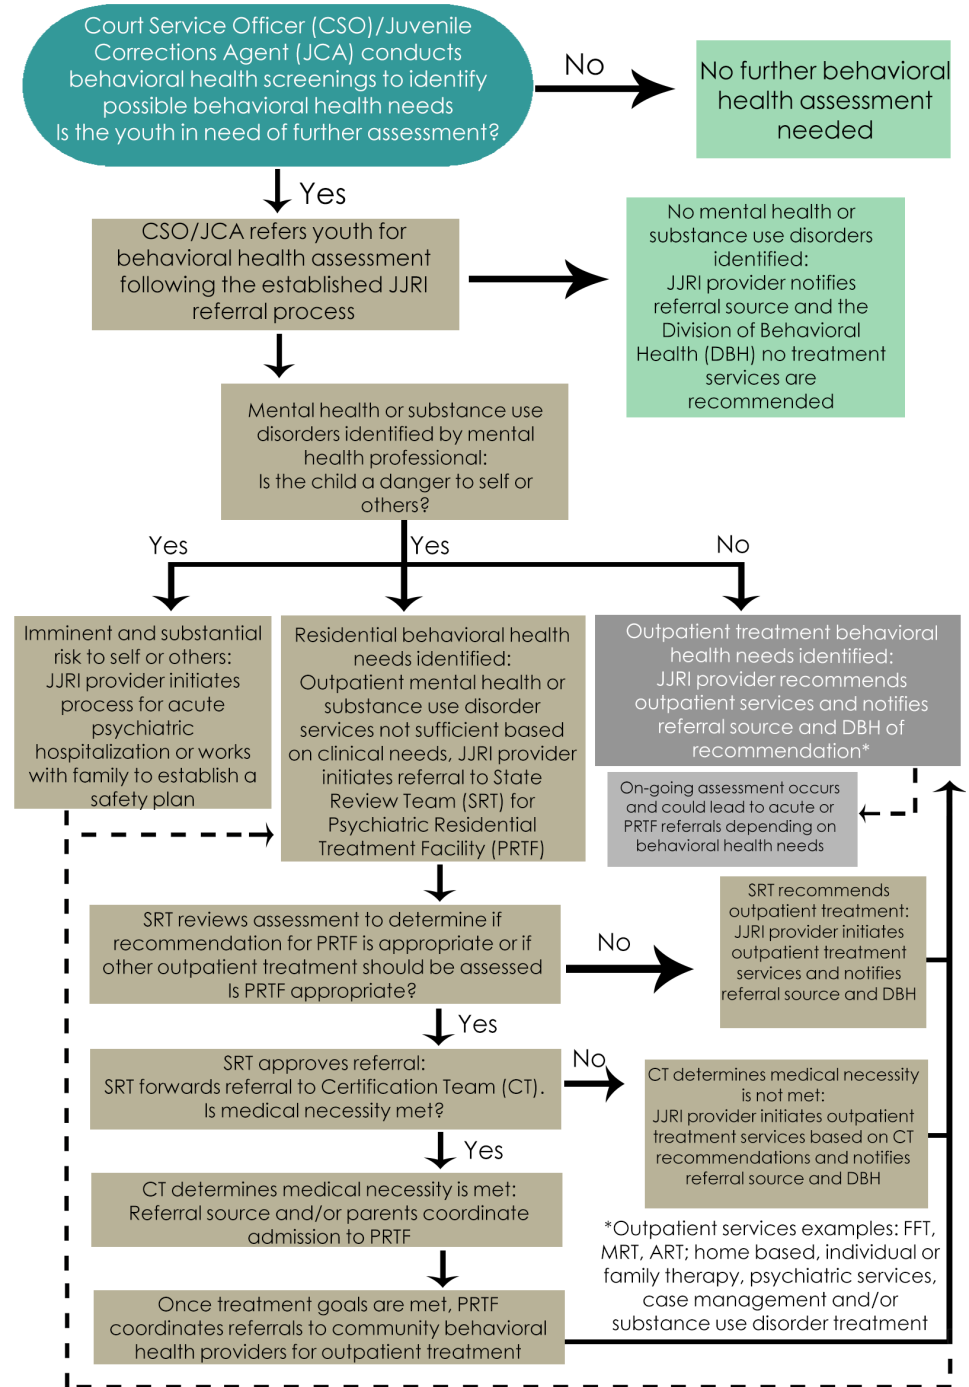 Court Service Officer (CSO)/Juvenile
Corrections Agent (JCA) conducts
behavioral health screenings to identify
possible behavioral health needs
Is the youth in need of further assessment?
No
No further behavioral
health assessment
needed
Yes
CSO/JCA refers youth for
behavioral health assessment
following the established JJRI
referral process
No mental health or
substance use disorders
identified:
JJRI provider notifies
referral source and the
Division of Behavioral
Health (DBH) no treatment
services are
recommended
Mental health or substance use
disorders identified by mental
health professional:
Is the child a danger to self or
others?
Yes
Yes
No
Imminent and substantial
risk to self or others:
JJRI provider initiates
process for acute
psychiatric
hospitalization or works
with family to establish a
safety plan
Residential behavioral health
needs identified:
Outpatient mental health or
substance use disorder
services not sufficient based
on clinical needs, JJRI provider
initiates referral to State
Review Team (SRT) for
Psychiatric Residential
Treatment Facility (PRTF)
Outpatient treatment behavioral
health needs identified:
JJRI provider recommends
outpatient services and notifies
referral source and DBH of
recommendation*
On-going assessment occurs
and could lead to acute or
PRTF referrals depending on
behavioral health needs
SRT reviews assessment to determine if
recommendation for PRTF is appropriate or if
other outpatient treatment should be assessed
Is PRTF appropriate?
No
SRT recommends
outpatient treatment:
JJRI provider initiates
outpatient treatment
services and notifies
referral source and DBH
Yes
SRT approves referral:
SRT forwards referral to Certification Team (CT).
Is medical necessity met?
No
CT determines medical necessity
is not met:
JJRI provider initiates outpatient
treatment services based on CT
recommendations and notifies
referral source and DBH
Yes
CT determines medical necessity is met:
Referral source and/or parents coordinate
admission to PRTF
*Outpatient services examples: FFT,
MRT, ART; home based, individual or
family therapy, psychiatric services,
case management and/or
substance use disorder treatment
Once treatment goals are met, PRTF
coordinates referrals to community behavioral
health providers for outpatient treatment